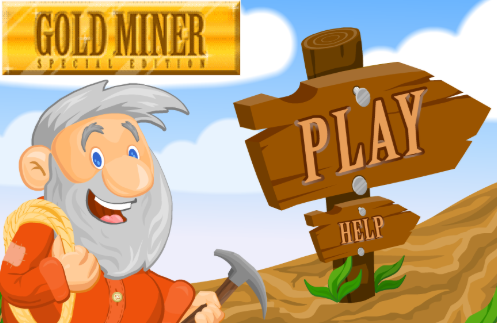 GOLD MINER
SPECIAL EDITION
PLAY
HELP